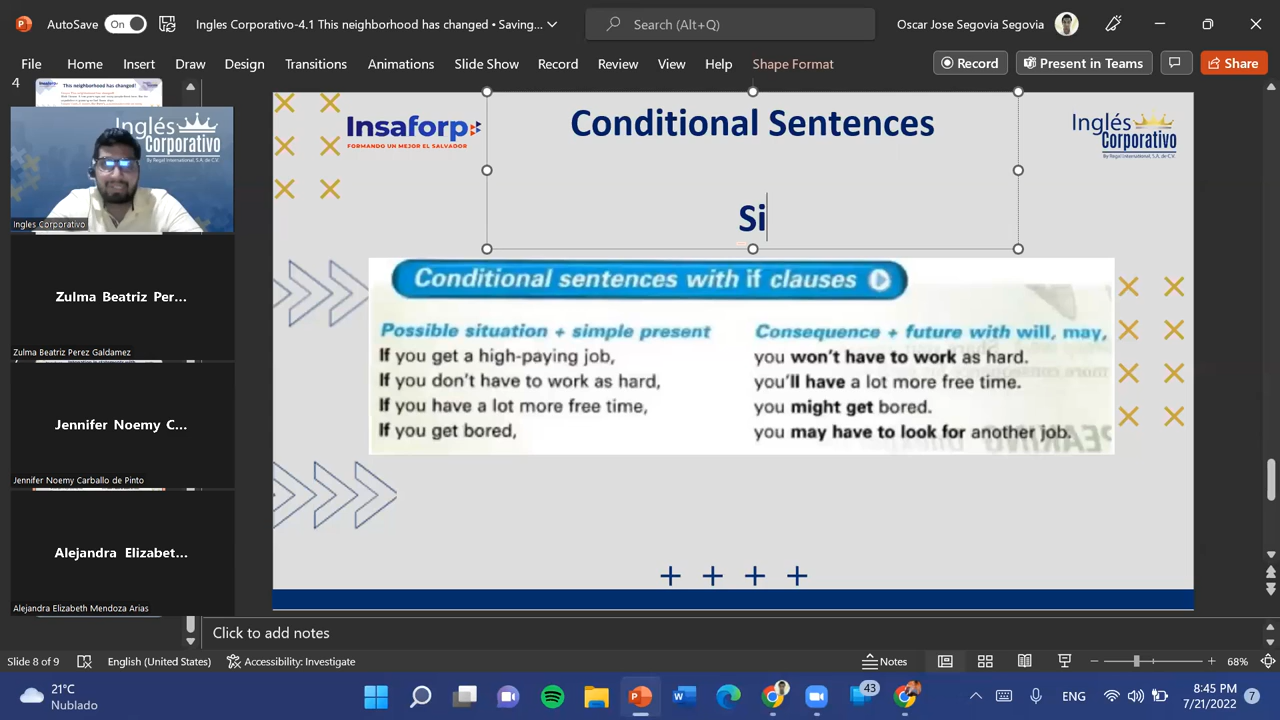 AutoSave On Ingles Corporativo-4.1 This neighborhood has changed • Saving... Search (Alt+Q) Oscar Jose Segovia Segovia
File Home Insert Draw Design Transitions Animations Slide Show Record Review View Help Shape Format Record Present in Teams Share
4
This neighborhood has changed!
Insaforp
FORMANDO UN MEJOR EL SALVADOR
Conditional Sentences
Inglés
Corporativo
By Regal International, S.A. de C.V.
Si
Conditional sentences with if clauses
Possible situation + simple present Consequence + future with will, may,
If you get a high-paying job, you won't have to work as hard.
If you don't have to work as hard, you'll have a lot more free time.
If you have a lot more free time, you might get bored.
If you get bored, you may have to look for another job.
Inglés
Corporativo
By Regal International, S.A. de C.V.
Ingles Corporativo
Zulma Beatriz Per...
Zulma Beatriz Perez Galdamez
Jennifer Noemy C...
Jennifer Noemy Carballo de Pinto
Alejandra Elizabet...
Alejandra Elizabeth Mendoza Arias
Click to add notes
Slide 8 of 9 English (United States) Accessibility: Investigate Notes 68%
21°C
Nublado
43
ENG
8:45 PM
7/21/2022
7